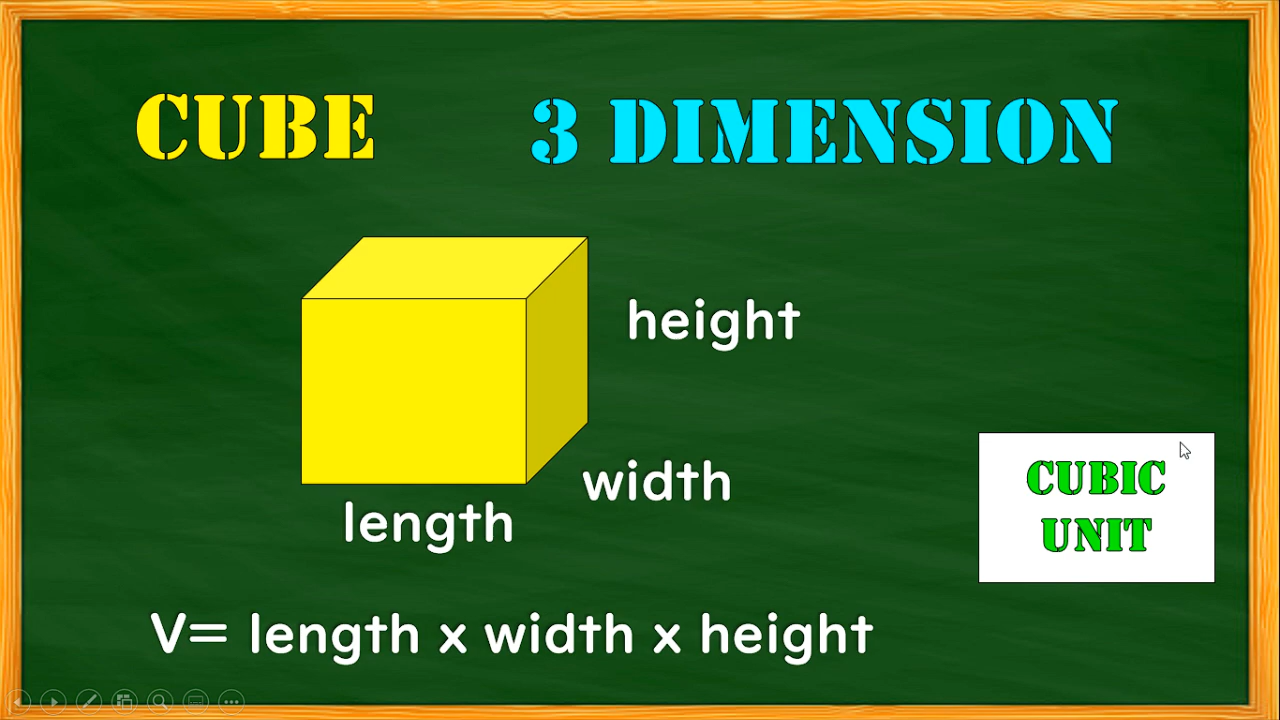 CUBE
3 DIMENSION
height
width
length
CUBIC
UNIT
V= length x width x height